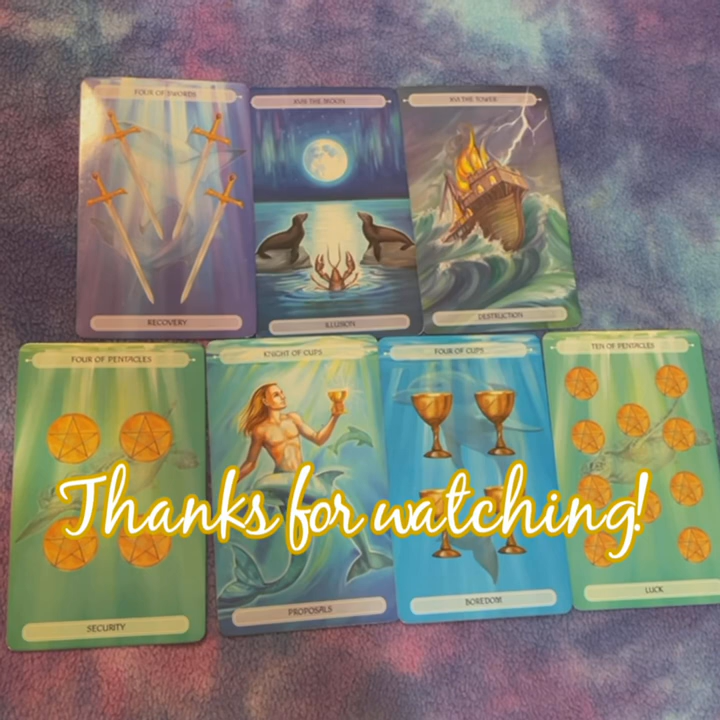 FOUR OF SWORDS
XVIII THE MOON
XVI THE TOWER
RECOVERY
ILLUSION
DESTRUCTION
FOUR OF PENTACLES
KNIGHT OF CUPS
FOUR OF CUPS
TEN OF PENTACLES
Thanks for watching!
SECURITY
PROPOSALS
BOREDOM
LUCK